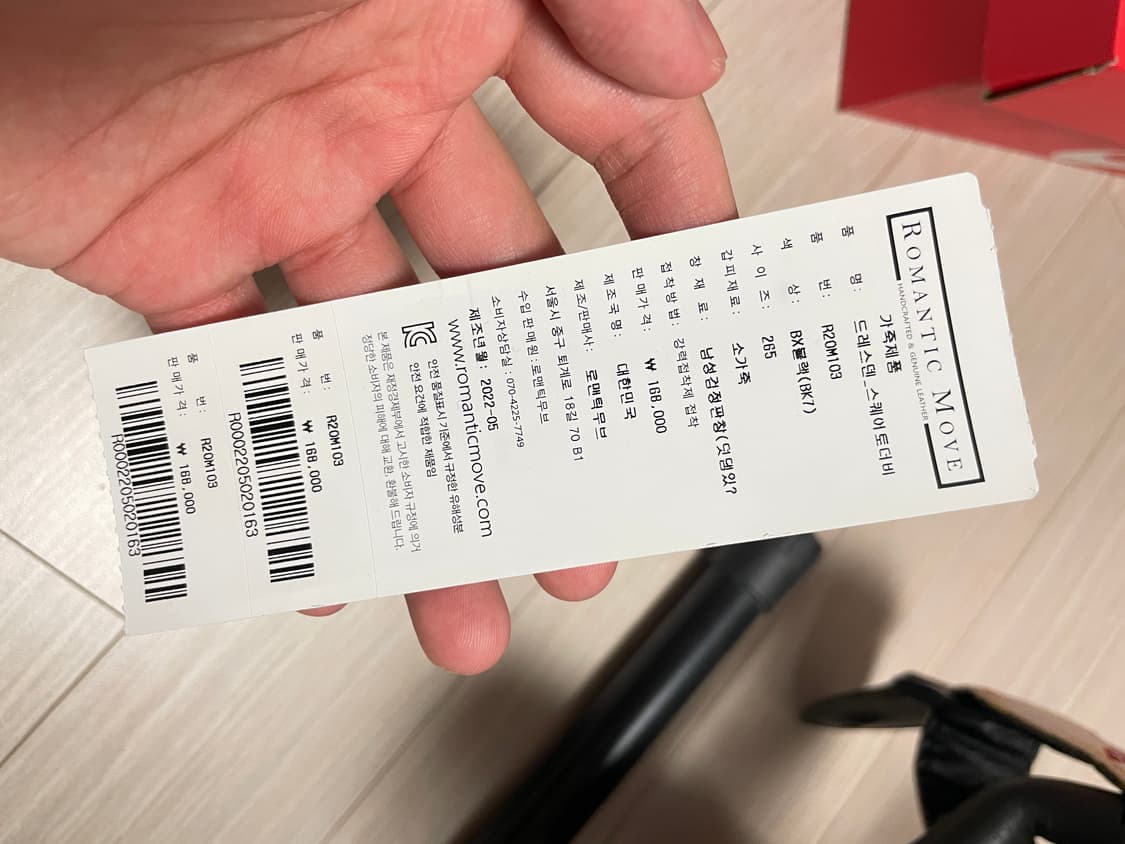 ROMANTIC MOVE
HANDCRAFTED & GENUINE LEATHER
가죽제품
품 명: 드레스덴_스퀘어토더비
품 번: R20M103
색 상: BX블랙(BK7)
사 이 즈: 265
갑피재료: 소가죽
창 재 료: 남성검정판창(덧댐있?
접착방법: 강력접착제 접착
판매가격: ₩ 168,000
제조국명: 대한민국
제조/판매사: 로맨틱무브
서울시 중구 퇴계로 18길 70 B1
수입판매원: 로맨틱무브
소비자상담실: 070-4225-7749
제조년월: 2022-05
www.romanticmove.com
안전 품질표시 기준에서 규정한 유해성분
안전 요건에 적합한 제품임
본 제품은 재정경제부에서 고시한 소비자 규정에 의거
정당한 소비자의 피해에 대해 교환, 환불해 드립니다.
품 번: R20M103
판매가격: ₩ 168,000
R0002205020163
품 번: R20M103
판매가격: ₩ 168,000
R0002205020163